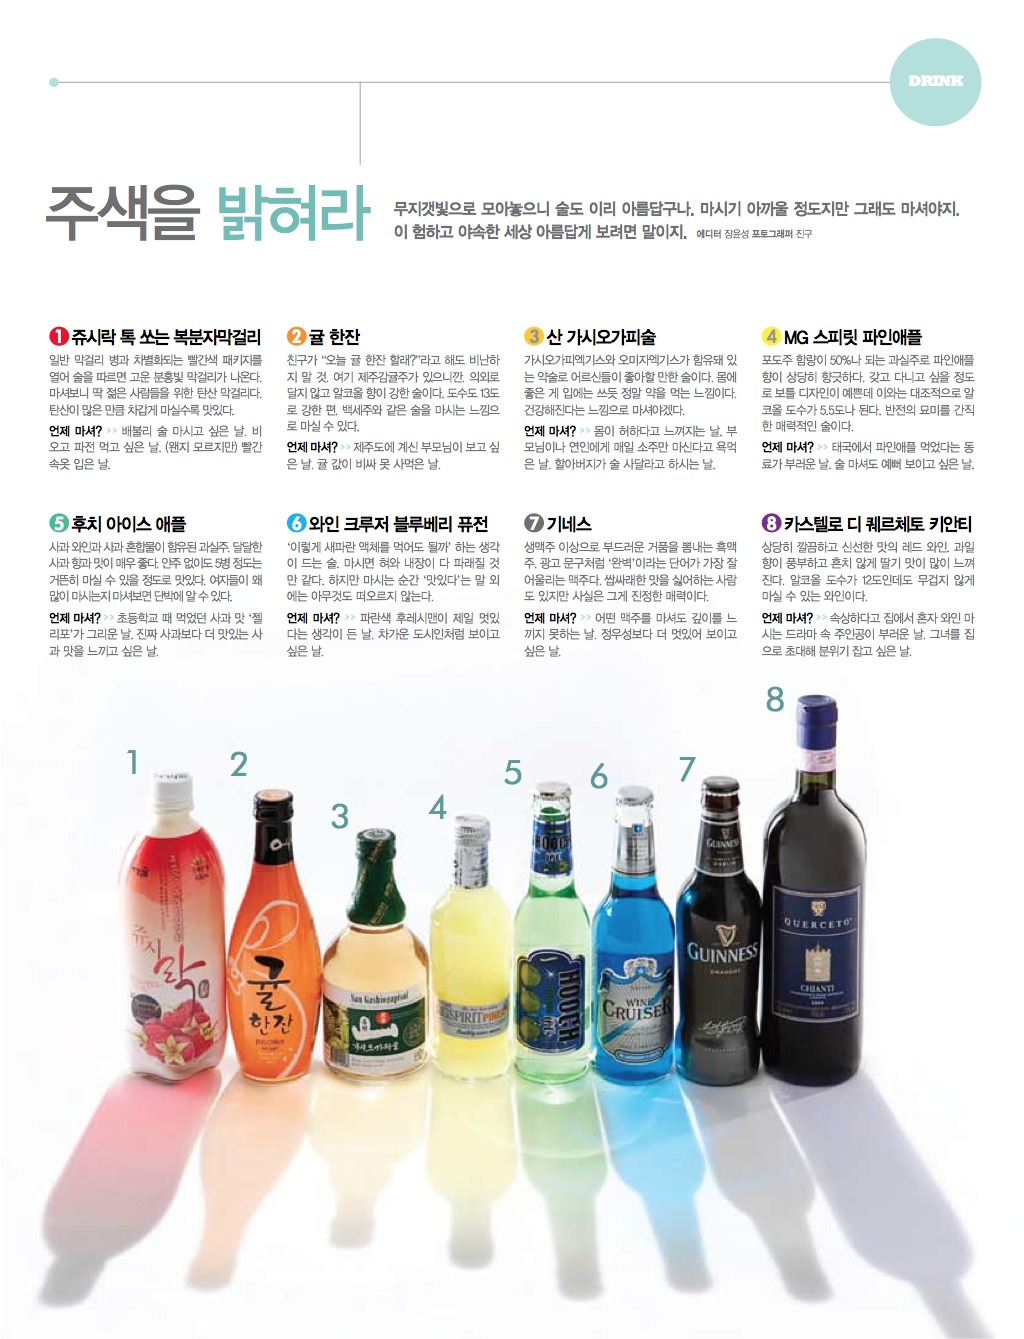 DRINK
주색을 밝혀라
무지갯빛으로 모아놓으니 술도 이리 아름답구나. 마시기 아까울 정도지만 그래도 마셔야지.
이 험하고 야속한 세상 아름답게 보려면 말이지. 에디터 장윤성 포토그래퍼 진구
1 쥬시락 톡 쏘는 복분자막걸리
일반 막걸리 병과 차별화되는 빨간색 패키지를
열어 술을 따르면 고운 분홍빛 막걸리가 나온다.
마셔보니 딱 젊은 사람들을 위한 탄산 막걸리다.
탄산이 많은 만큼 차갑게 마실수록 맛있다.
언제 마셔? >> 배불리 술 마시고 싶은 날. 비
오고 파전 먹고 싶은 날. (왠지 모르지만) 빨간
속옷 입은 날.
2 귤 한잔
친구가 “오늘 귤 한잔 할래?”라고 해도 비난하
지 말 것. 여기 제주감귤주가 있으니깐. 의외로
달지 않고 알코올 향이 강한 술이다. 도수도 13도
로 강한 편. 백세주와 같은 술을 마시는 느낌으
로 마실 수 있다.
언제 마셔? >> 제주도에 계신 부모님이 보고 싶
은 날. 귤 값이 비싸 못 사먹은 날.
3 산 가시오가피술
가시오가피엑기스와 오미자엑기스가 함유돼 있
는 약술로 어르신들이 좋아할 만한 술이다. 몸에
좋은 게 입에는 쓰듯 정말 약을 먹는 느낌이다.
건강해진다는 느낌으로 마셔야겠다.
언제 마셔? >> 몸이 허하다고 느껴지는 날. 부
모님이나 연인에게 매일 소주만 마신다고 욕먹
은 날. 할아버지가 술 사달라고 하시는 날.
4 MG 스피릿 파인애플
포도주 함량이 50%나 되는 과실주로 파인애플
향이 상당히 향긋하다. 갖고 다니고 싶을 정도
로 보틀 디자인이 예쁜데 이와는 대조적으로 알
코올 도수가 5.5도나 된다. 반전의 묘미를 간직
한 매력적인 술이다.
언제 마셔? >> 태국에서 파인애플 먹었다는 동
료가 부러운 날. 술 마셔도 예뻐 보이고 싶은 날.
5 후치 아이스 애플
사과 와인과 사과 혼합물이 함유된 과실주. 달달한
사과 향과 맛이 매우 좋다. 안주 없이도 5병 정도는
거뜬히 마실 수 있을 정도로 맛있다. 여자들이 왜
많이 마시는지 마셔보면 단박에 알 수 있다.
언제 마셔? >> 초등학교 때 먹었던 사과 맛 ‘젤
리포’가 그리운 날. 진짜 사과보다 더 맛있는 사
과 맛을 느끼고 싶은 날.
6 와인 크루저 블루베리 퓨전
‘이렇게 새파란 액체를 먹어도 될까’ 하는 생각
이 드는 술. 마시면 혀와 내장이 다 파래질 것
만 같다. 하지만 마시는 순간 ‘맛있다’는 말 외
에는 아무것도 떠오르지 않는다.
언제 마셔? >> 파란색 후레시맨이 제일 멋있
다는 생각이 든 날. 차가운 도시인처럼 보이고
싶은 날.
7 기네스
생맥주 이상으로 부드러운 거품을 뽐내는 흑맥
주. 광고 문구처럼 ‘완벽’이라는 단어가 가장 잘
어울리는 맥주다. 쌉싸래한 맛을 싫어하는 사람
도 있지만 사실은 그게 진정한 매력이다.
언제 마셔? >> 어떤 맥주를 마셔도 깊이를 느
끼지 못하는 날. 정우성보다 더 멋있어 보이고
싶은 날.
8 카스텔로 디 퀘르체토 키안티
상당히 깔끔하고 신선한 맛의 레드 와인. 과일
향이 풍부하고 흔치 않게 딸기 맛이 많이 느껴
진다. 알코올 도수가 12도인데도 무겁지 않게
마실 수 있는 와인이다.
언제 마셔? >> 속상하다고 집에서 혼자 와인 마
시는 드라마 속 주인공이 부러운 날. 그녀를 집
으로 초대해 분위기 잡고 싶은 날.
1
2
3
4
5
6
7
8
쥬시락
귤
한잔
San Gashiogapisul
가시오가피술
SPIRIT
HOOCH
ICE
HOOCH
WINE
CRUISER
GUINNESS
DUBLIN
GUINNESS
DRAUGHT
QUERCETO
CHIANTI